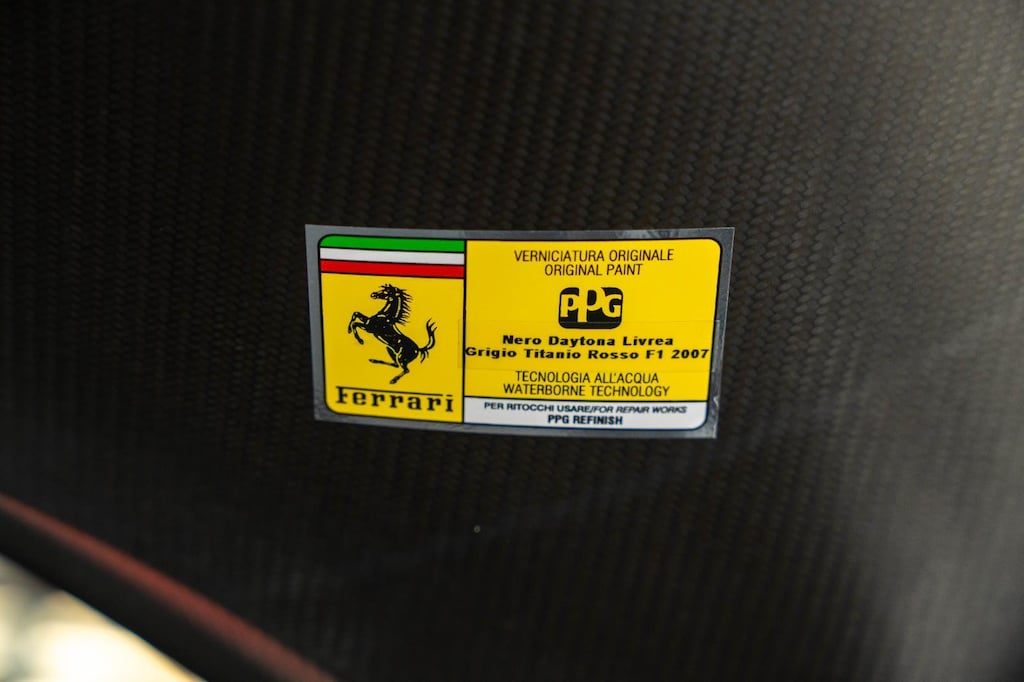 Ferrari
VERNICIATURA ORIGINALE
ORIGINAL PAINT
PPG
Nero Daytona Livrea
Grigio Titanio Rosso F1 2007
TECNOLOGIA ALL'ACQUA
WATERBORNE TECHNOLOGY
PER RITOCCHI USARE/FOR REPAIR WORKS
PPG REFINISH